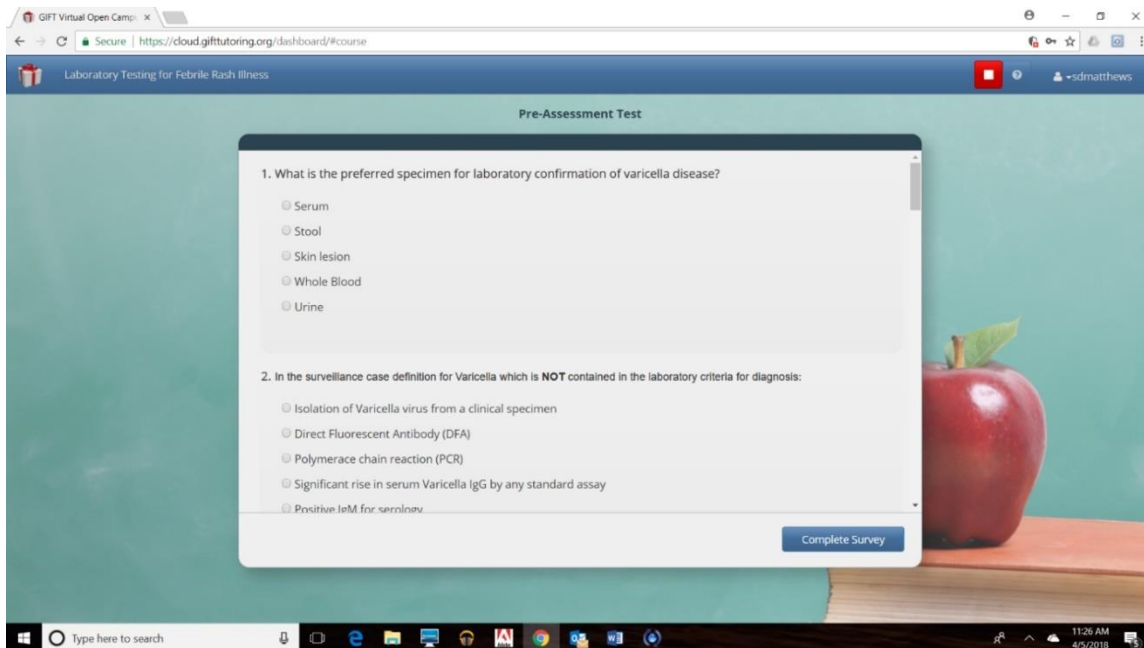 GIFT Virtual Open Camp
Secure | https://cloud.gifttutoring.org/dashboard/#course
Laboratory Testing for Febrile Rash Illness
sdmatthews
Pre-Assessment Test
1. What is the preferred specimen for laboratory confirmation of varicella disease?
Serum
Stool
Skin lesion
Whole Blood
Urine
2. In the surveillance case definition for Varicella which is NOT contained in the laboratory criteria for diagnosis:
Isolation of Varicella virus from a clinical specimen
Direct Fluorescent Antibody (DFA)
Polymerace chain reaction (PCR)
Significant rise in serum Varicella IgG by any standard assay
Positive IgM for serology
Complete Survey
Type here to search
11:26 AM
4/5/2018